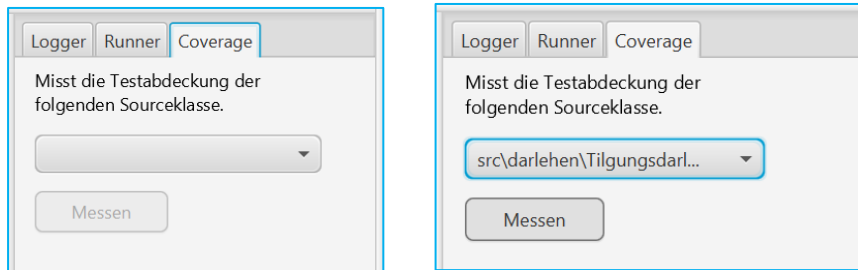 Logger Runner Coverage
Misst die Testabdeckung der
folgenden Sourceklasse.
Messen
Logger Runner Coverage
Misst die Testabdeckung der
folgenden Sourceklasse.
src\darlehen\Tilgungsdarl...
Messen